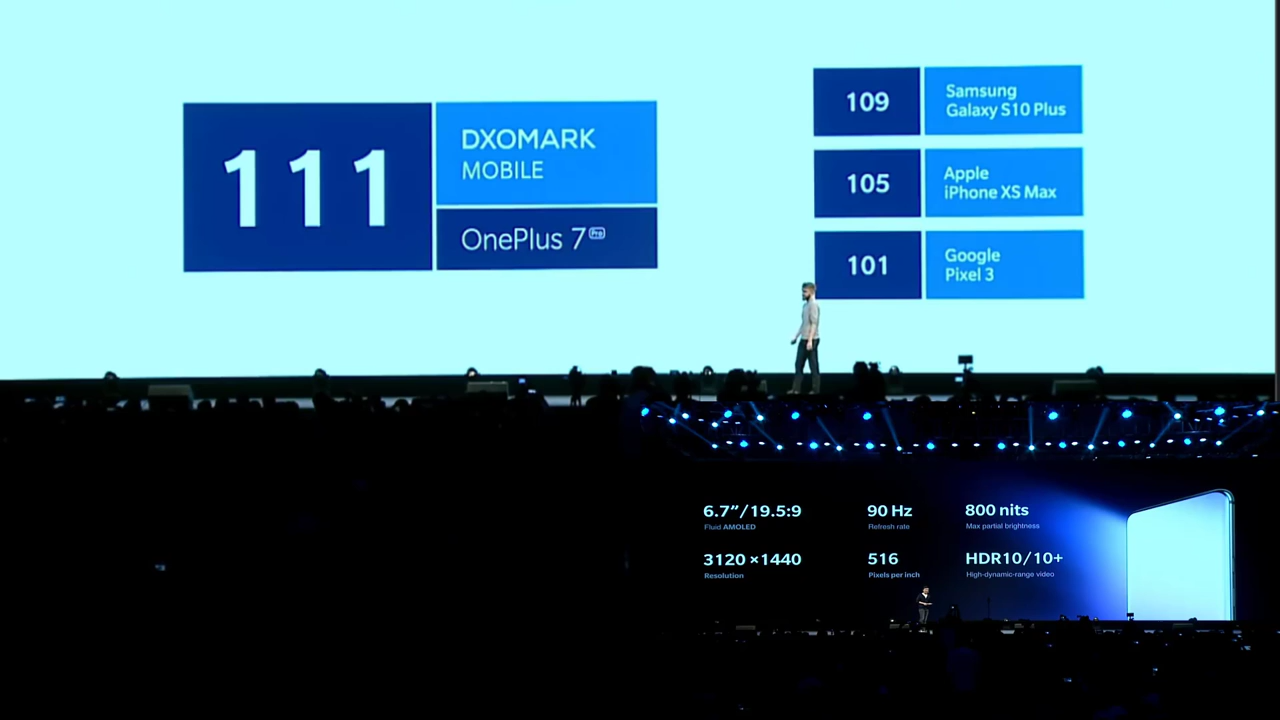 111
DXOMARK
MOBILE
OnePlus 7 Pro
109
Samsung
Galaxy S10 Plus
105
Apple
iPhone XS Max
101
Google
Pixel 3
6.7”/19.5:9
Fluid AMOLED
90 Hz
Refresh rate
800 nits
Max partial brightness
3120 ×1440
Resolution
516
Pixels per inch
HDR10/10+
High-dynamic-range video